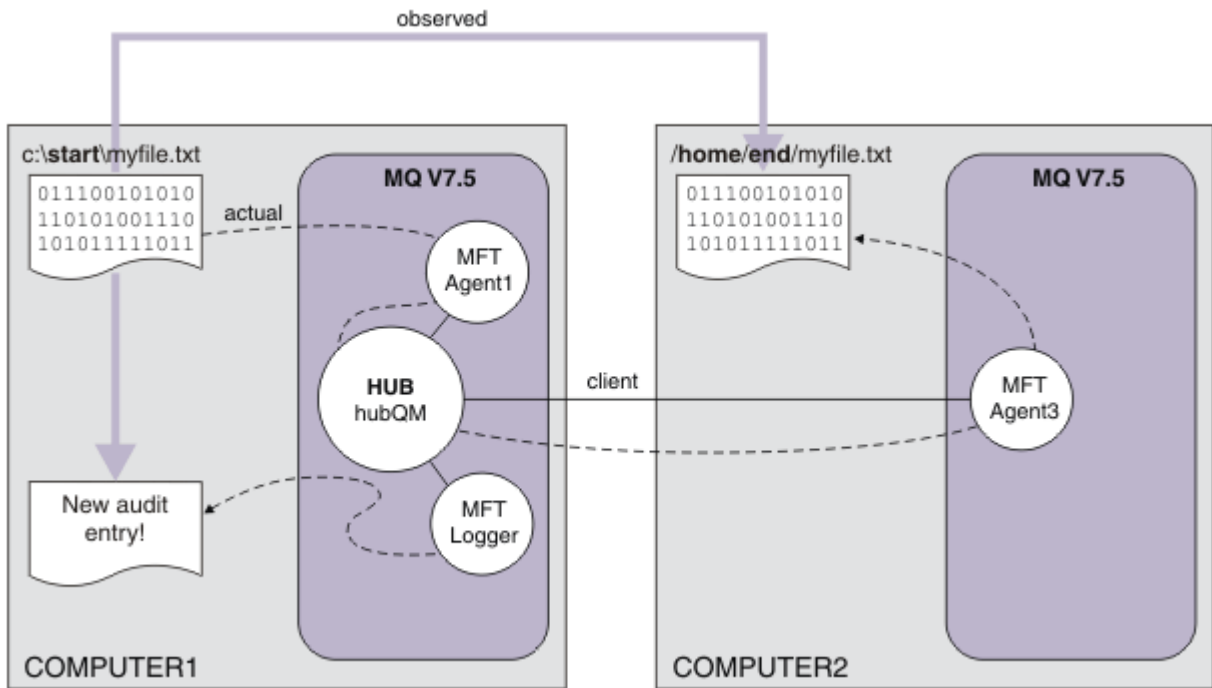 observed
c:\start\myfile.txt
011100101010
110101001110
101011111011
actual
MQ V7.5
MFT
Agent1
HUB
hubQM
client
MFT
Logger
New audit
entry!
COMPUTER1
/home/end/myfile.txt
011100101010
110101001110
101011111011
MQ V7.5
MFT
Agent3
COMPUTER2